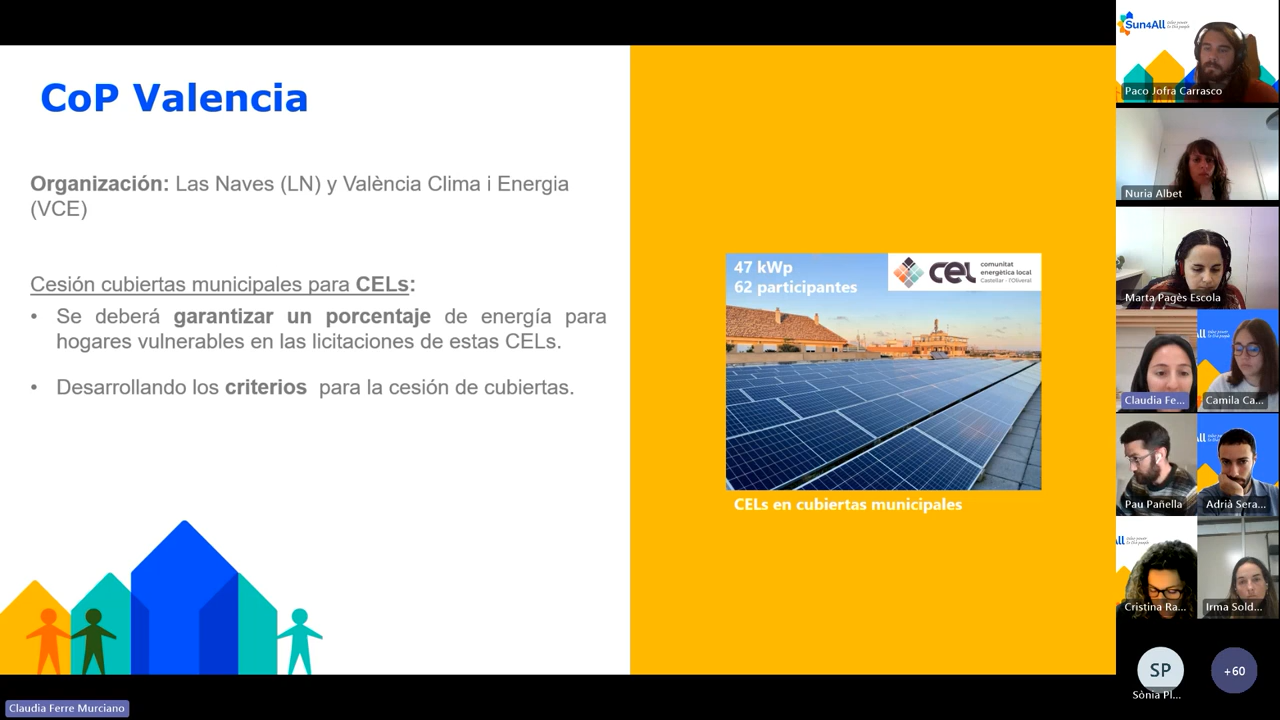 CoP Valencia
Organización: Las Naves (LN) y València Clima i Energia
(VCE)
Cesión cubiertas municipales para CELs:
• Se deberá garantizar un porcentaje de energía para
hogares vulnerables en las licitaciones de estas CELs.
• Desarrollando los criterios para la cesión de cubiertas.
47 kWp
62 participantes
cel
comunitat
energètica local
Castellar - l'Oliveral
CELs en cubiertas municipales
Sun4All
Paco Jofra Carrasco
Nuria Albet
Marta Pagès Escola
Claudia Fe...
Camila Ca...
Pau Pañella
Adrià Sera...
Cristina Ra...
Irma Sold...
SP
+60
Sònia Pl...
Claudia Ferre Murciano